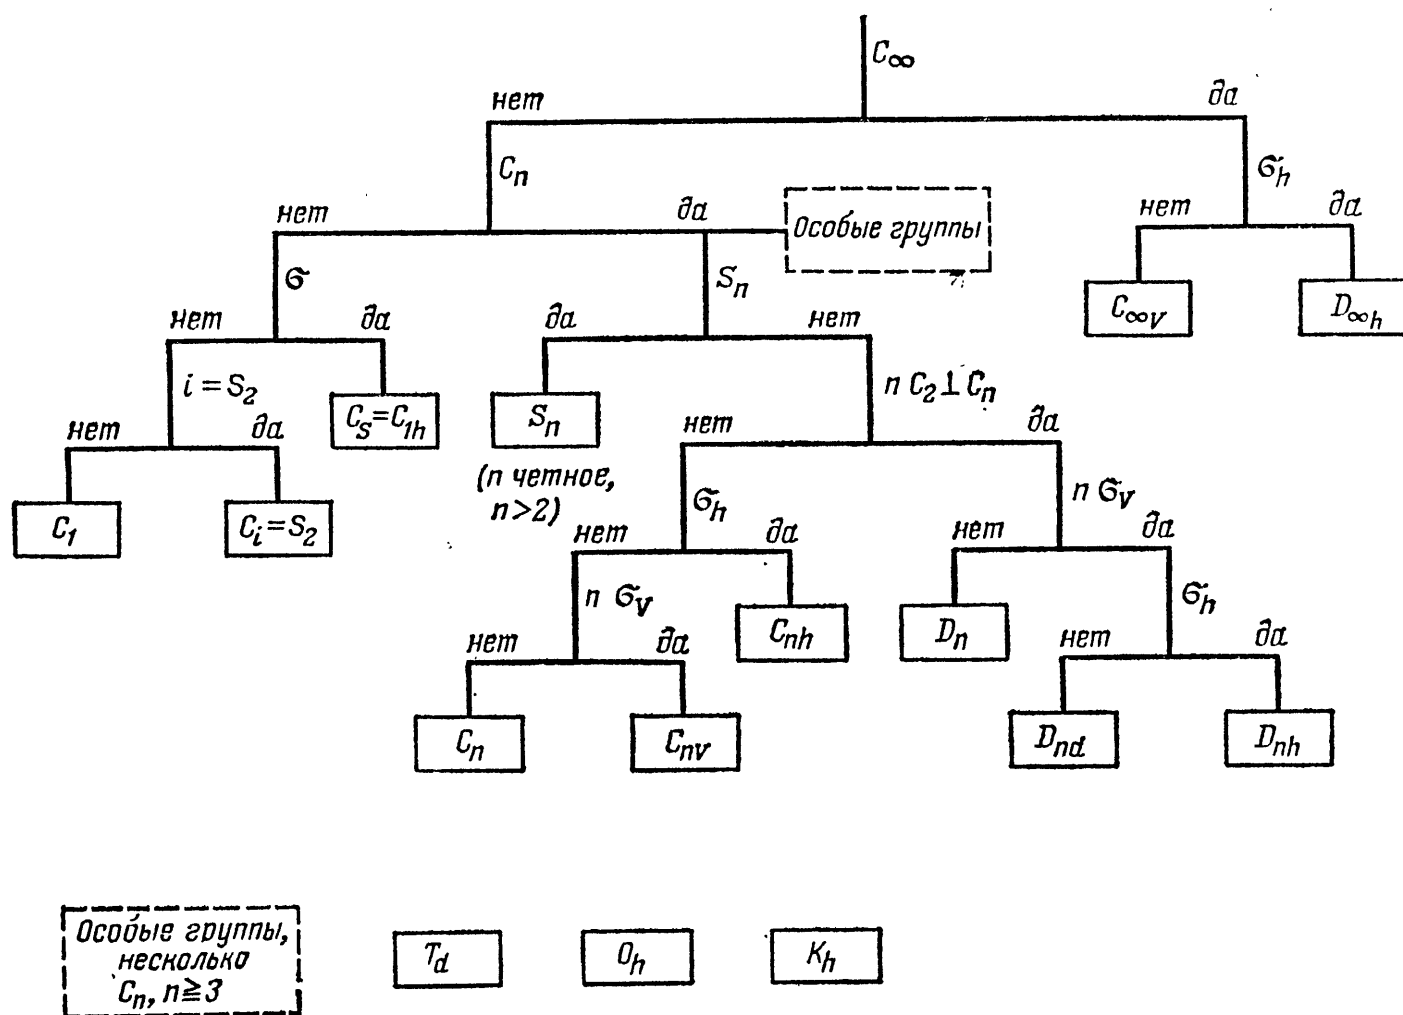 C∞
нет
да
Cₙ
σh
нет
да
Особые группы
нет
да
σ
Sₙ
C∞v
D∞h
нет
да
да
нет
i = S₂
Cₛ=C₁h
Sₙ
n C₂ ⊥ Cₙ
нет
да
(n четное,
n>2)
нет
да
C₁
Cᵢ=S₂
σh
n σv
нет
да
нет
да
n σv
Cnh
Dₙ
σh
нет
да
нет
да
Cₙ
Cnv
Dnd
Dnh
Особые группы,
несколько
Cₙ, n≧3
Td
Oh
Kh